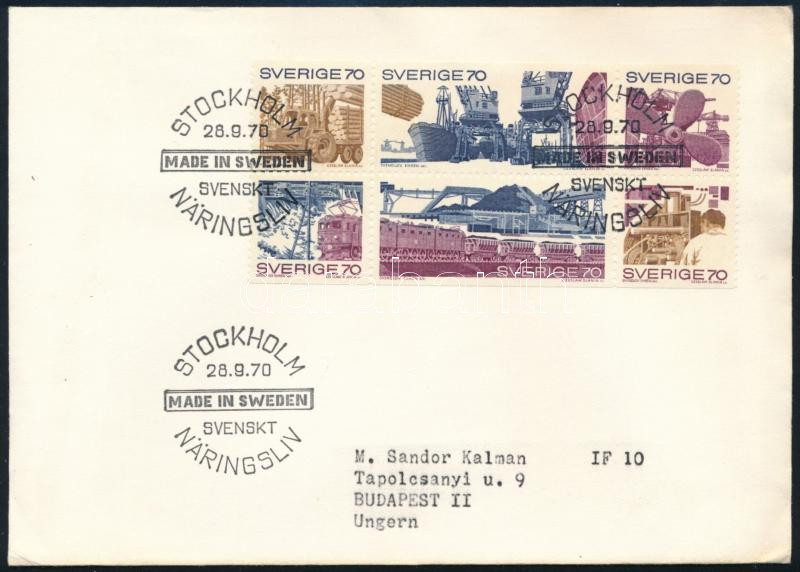 SVERIGE 70
SVERIGE 70
SVERIGE 70
SVERIGE 70
SVERIGE 70
SVERIGE 70
STOCKHOLM
28.9.70
MADE IN SWEDEN
SVENSKT
NÄRINGSLIV
STOCKHOLM
28.9.70
MADE IN SWEDEN
SVENSKT
NÄRINGSLIV
STOCKHOLM
28.9.70
MADE IN SWEDEN
SVENSKT
NÄRINGSLIV
M. Sandor Kalman IF 10
Tapolcsanyi u. 9
BUDAPEST II
Ungern